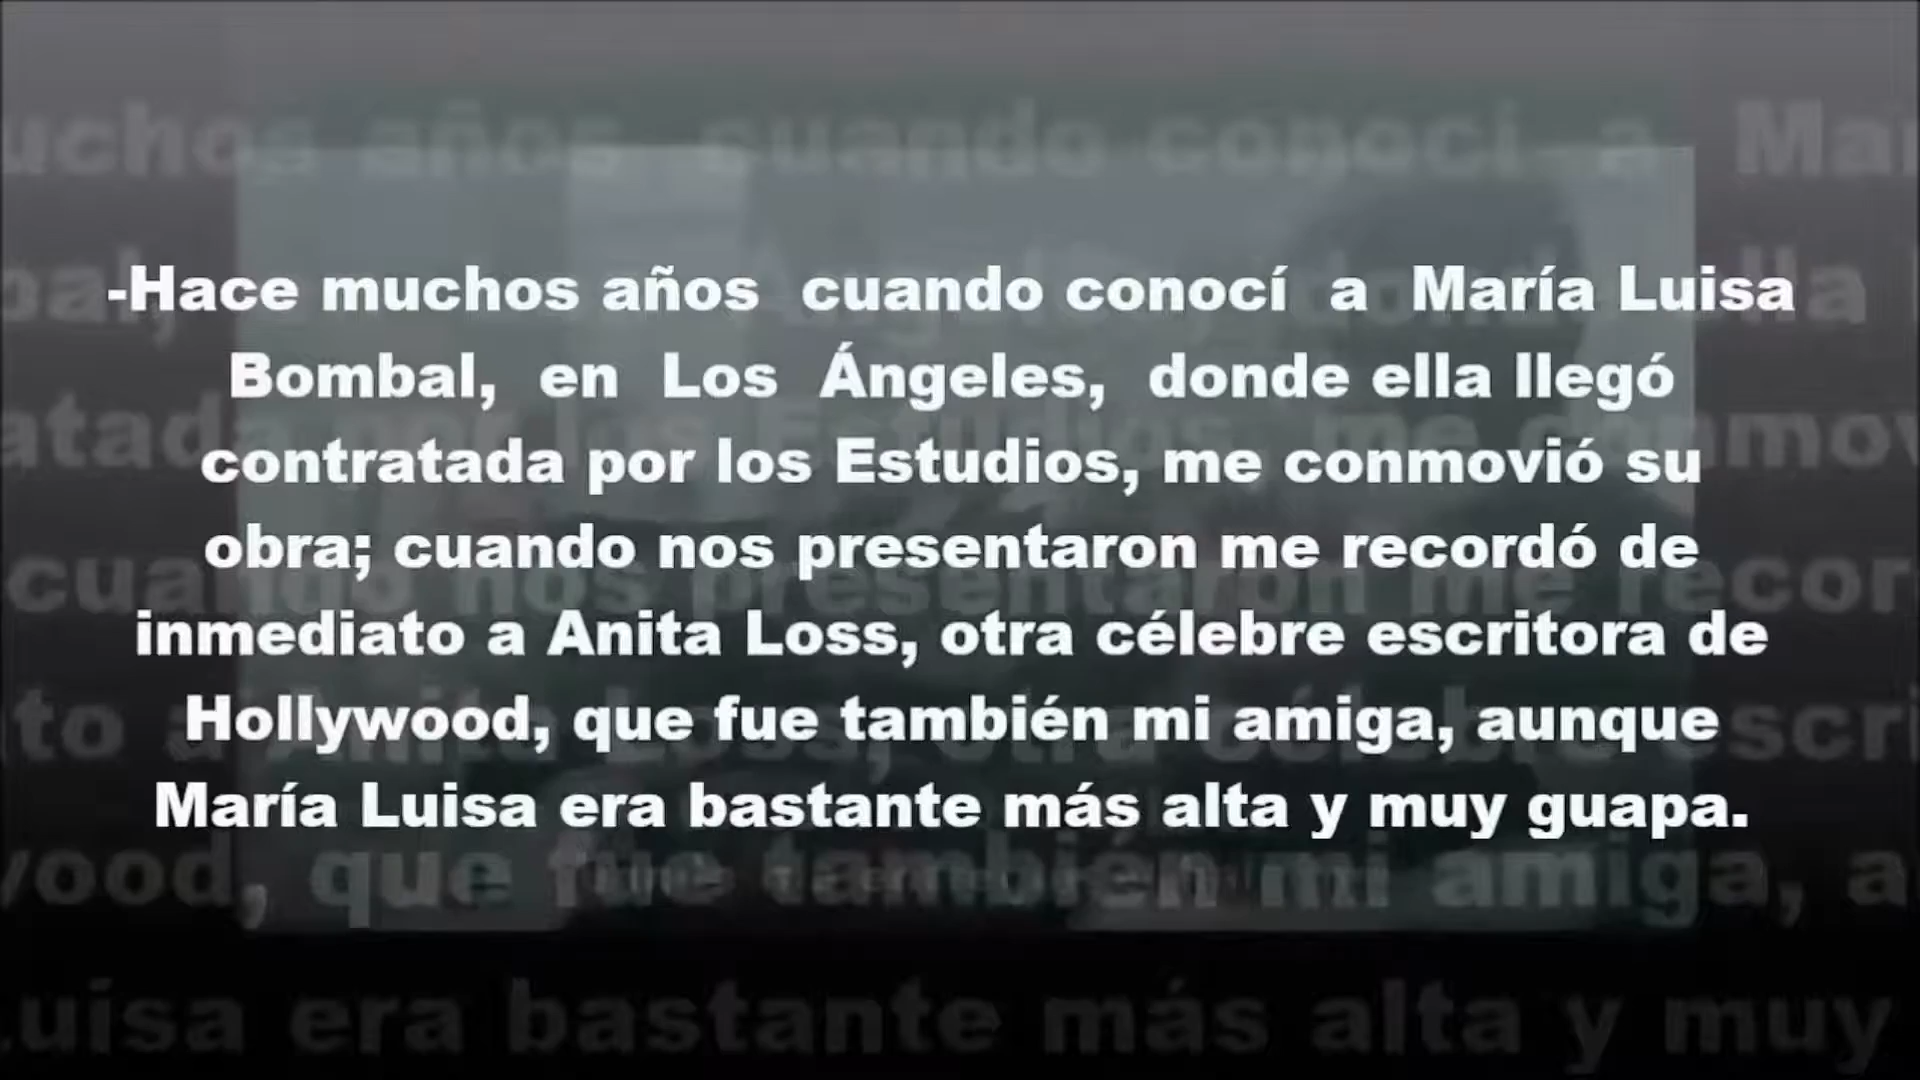 -Hace muchos años cuando conocí a María Luisa
Bombal, en Los Ángeles, donde ella llegó
contratada por los Estudios, me conmovió su
obra; cuando nos presentaron me recordó de
inmediato a Anita Loss, otra célebre escritora de
Hollywood, que fue también mi amiga, aunque
María Luisa era bastante más alta y muy guapa.